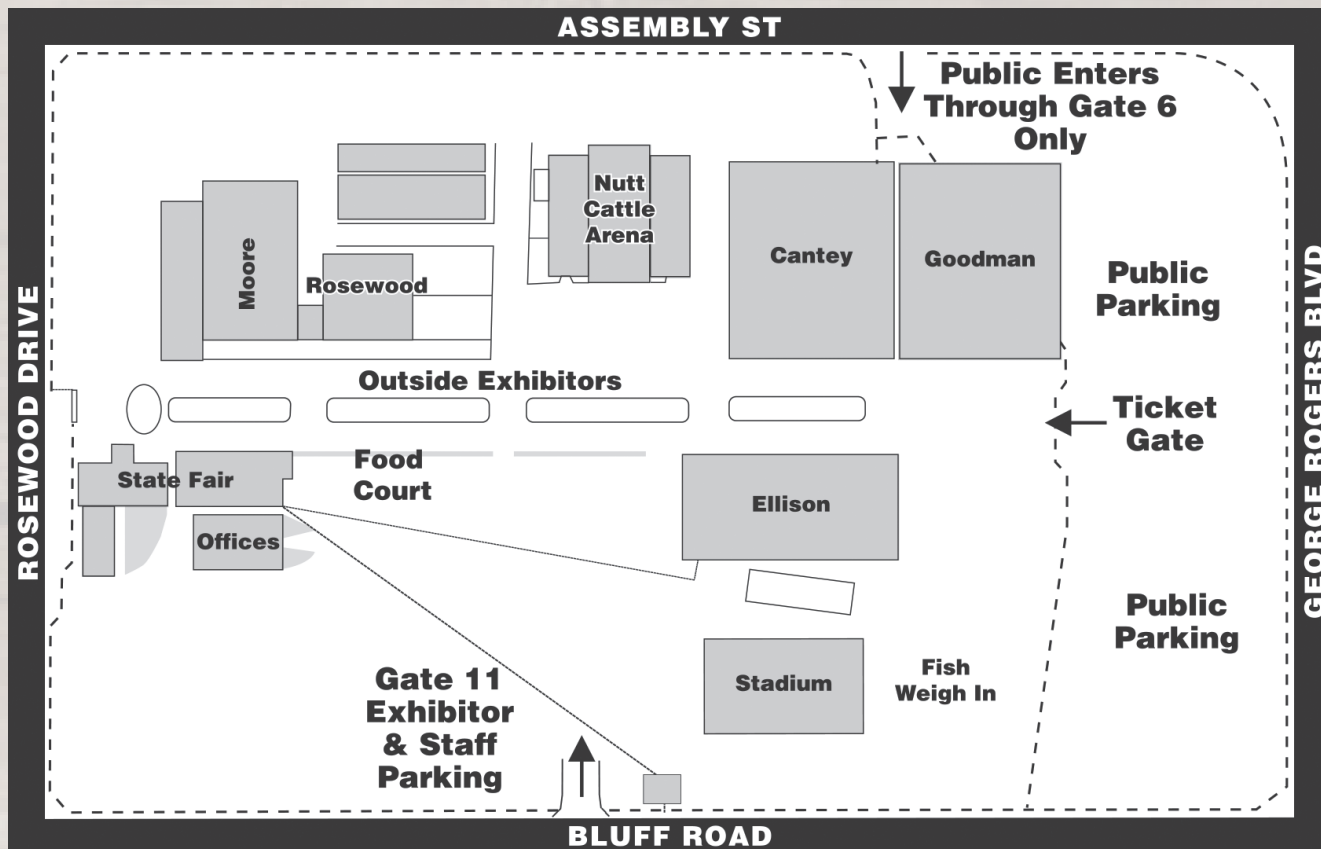 ASSEMBLY ST
Public Enters
Through Gate 6
Only
Nutt
Cattle
Arena
Cantey
Goodman
Moore
Rosewood
Public
Parking
ROSEWOOD DRIVE
GEORGE ROGERS BLVD
Outside Exhibitors
Ticket
Gate
Food
Court
State Fair
Ellison
Offices
Public
Parking
Gate 11
Exhibitor
& Staff
Parking
Stadium
Fish
Weigh In
BLUFF ROAD